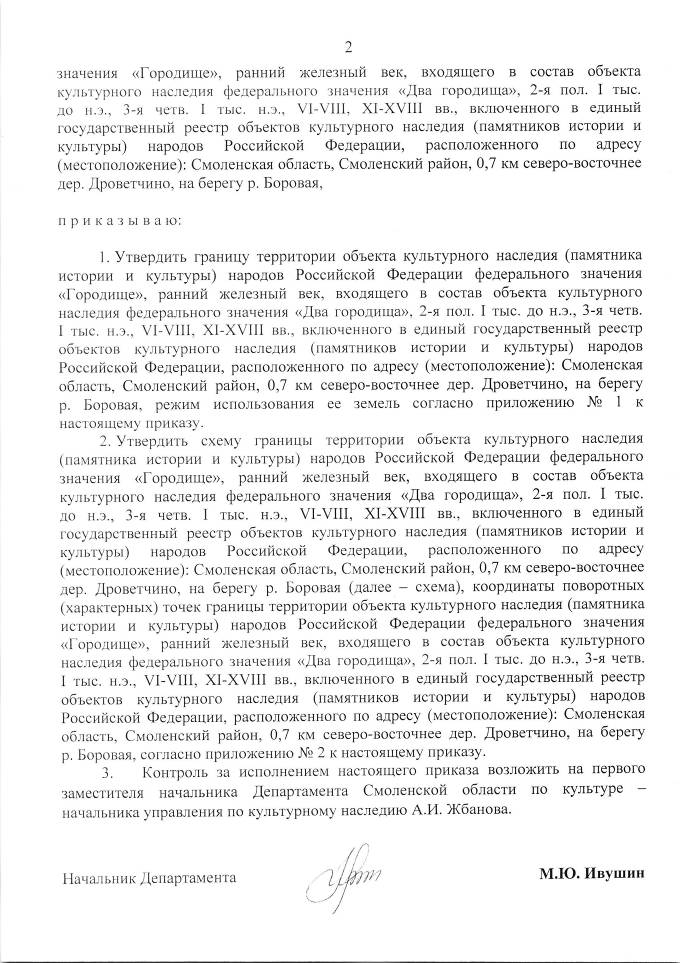 2
значения «Городище», ранний железный век, входящего в состав объекта
культурного наследия федерального значения «Два городища», 2-я пол. I тыс.
до н.э., 3-я четв. I тыс. н.э., VI-VIII, XI-XVIII вв., включенного в единый
государственный реестр объектов культурного наследия (памятников истории и
культуры) народов Российской Федерации, расположенного по адресу
(местоположение): Смоленская область, Смоленский район, 0,7 км северо-восточнее
дер. Дроветчино, на берегу р. Боровая,
п р и к а з ы в а ю:
1. Утвердить границу территории объекта культурного наследия (памятника
истории и культуры) народов Российской Федерации федерального значения
«Городище», ранний железный век, входящего в состав объекта культурного
наследия федерального значения «Два городища», 2-я пол. I тыс. до н.э., 3-я четв.
I тыс. н.э., VI-VIII, XI-XVIII вв., включенного в единый государственный реестр
объектов культурного наследия (памятников истории и культуры) народов
Российской Федерации, расположенного по адресу (местоположение): Смоленская
область, Смоленский район, 0,7 км северо-восточнее дер. Дроветчино, на берегу
р. Боровая, режим использования ее земель согласно приложению № 1 к
настоящему приказу.
2. Утвердить схему границы территории объекта культурного наследия
(памятника истории и культуры) народов Российской Федерации федерального
значения «Городище», ранний железный век, входящего в состав объекта
культурного наследия федерального значения «Два городища», 2-я пол. I тыс.
до н.э., 3-я четв. I тыс. н.э., VI-VIII, XI-XVIII вв., включенного в единый
государственный реестр объектов культурного наследия (памятников истории и
культуры) народов Российской Федерации, расположенного по адресу
(местоположение): Смоленская область, Смоленский район, 0,7 км северо-восточнее
дер. Дроветчино, на берегу р. Боровая (далее – схема), координаты поворотных
(характерных) точек границы территории объекта культурного наследия (памятника
истории и культуры) народов Российской Федерации федерального значения
«Городище», ранний железный век, входящего в состав объекта культурного
наследия федерального значения «Два городища», 2-я пол. I тыс. до н.э., 3-я четв.
I тыс. н.э., VI-VIII, XI-XVIII вв., включенного в единый государственный реестр
объектов культурного наследия (памятников истории и культуры) народов
Российской Федерации, расположенного по адресу (местоположение): Смоленская
область, Смоленский район, 0,7 км северо-восточнее дер. Дроветчино, на берегу
р. Боровая, согласно приложению № 2 к настоящему приказу.
3. Контроль за исполнением настоящего приказа возложить на первого
заместителя начальника Департамента Смоленской области по культуре –
начальника управления по культурному наследию А.И. Жбанова.
Начальник Департамента М.Ю. Ивушин